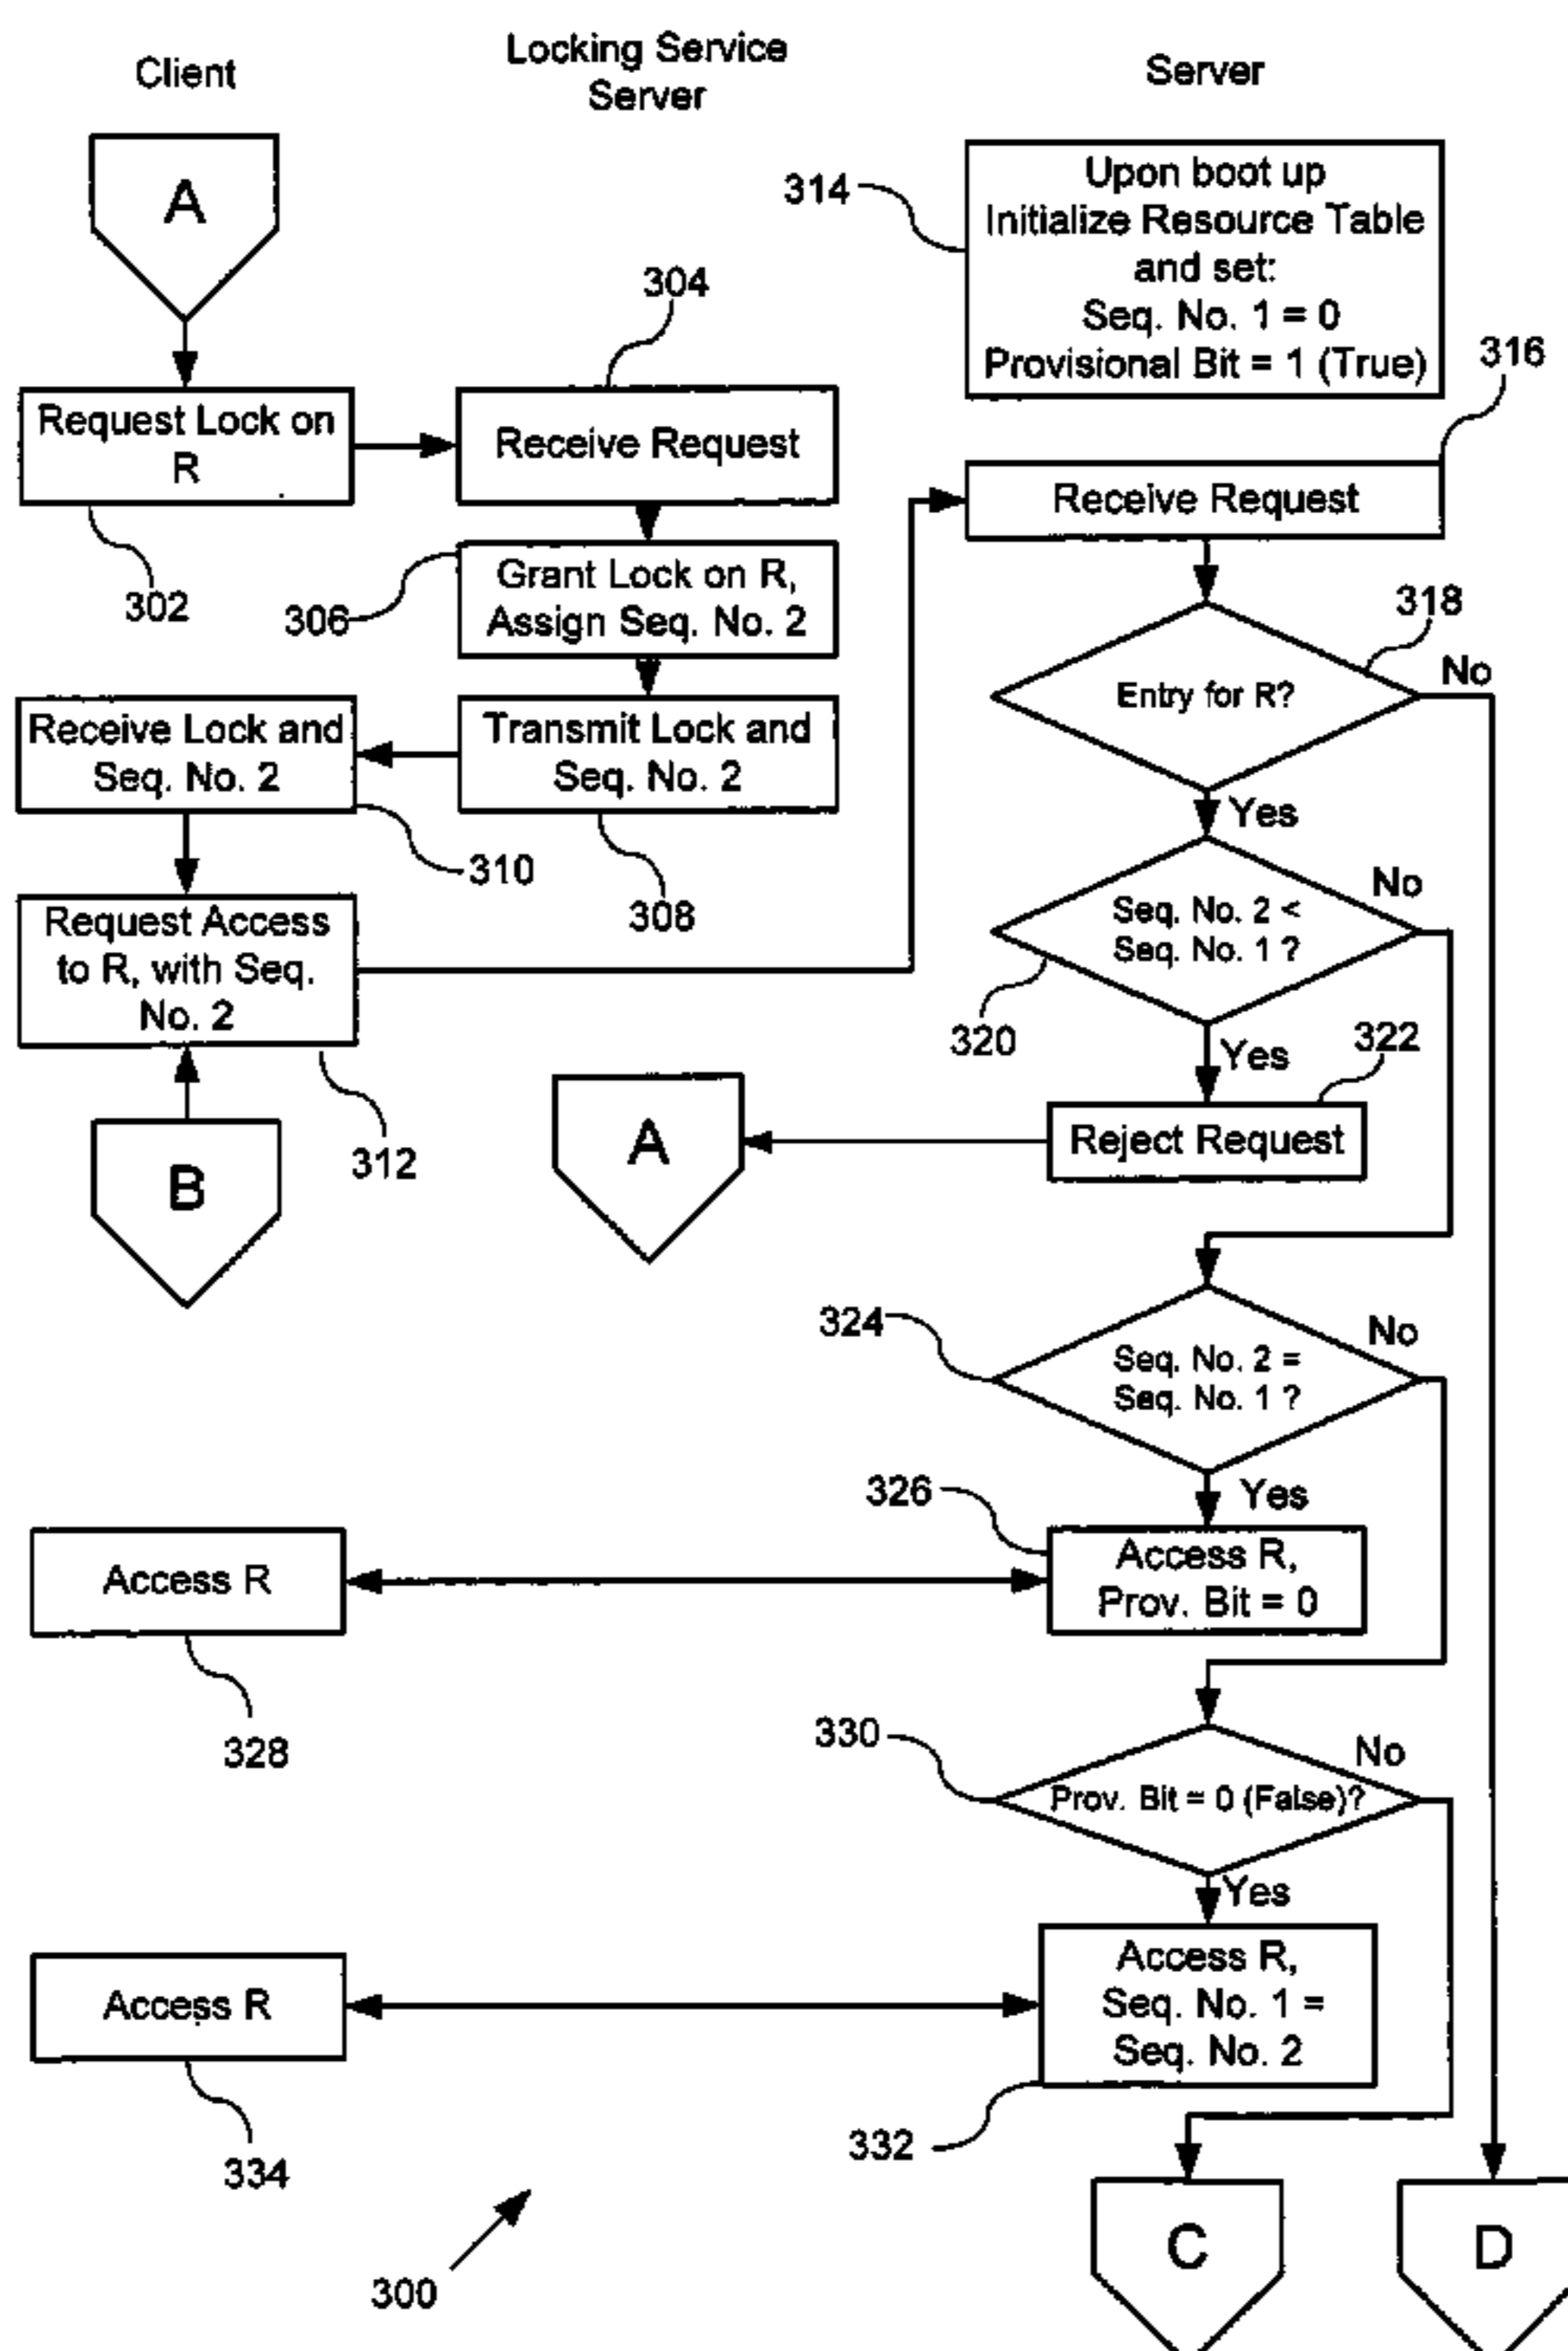 Client
Locking Service
Server
Server
A
314
Upon boot up
Initialize Resource Table
and set:
Seq. No. 1 = 0
Provisional Bit = 1 (True)
304
316
Request Lock on
R
Receive Request
Receive Request
302
306
Grant Lock on R,
Assign Seq. No. 2
318
Entry for R?
No
Yes
Receive Lock and
Seq. No. 2
Transmit Lock and
Seq. No. 2
310
308
Request Access
to R, with Seq.
No. 2
Seq. No. 2 <
Seq. No. 1 ?
No
320
Yes
322
312
B
A
Reject Request
324
Seq. No. 2 =
Seq. No. 1 ?
No
Yes
326
Access R
Access R,
Prov. Bit = 0
328
330
Prov. Bit = 0 (False)?
No
Yes
Access R
Access R,
Seq. No. 1 =
Seq. No. 2
334
332
300
C
D